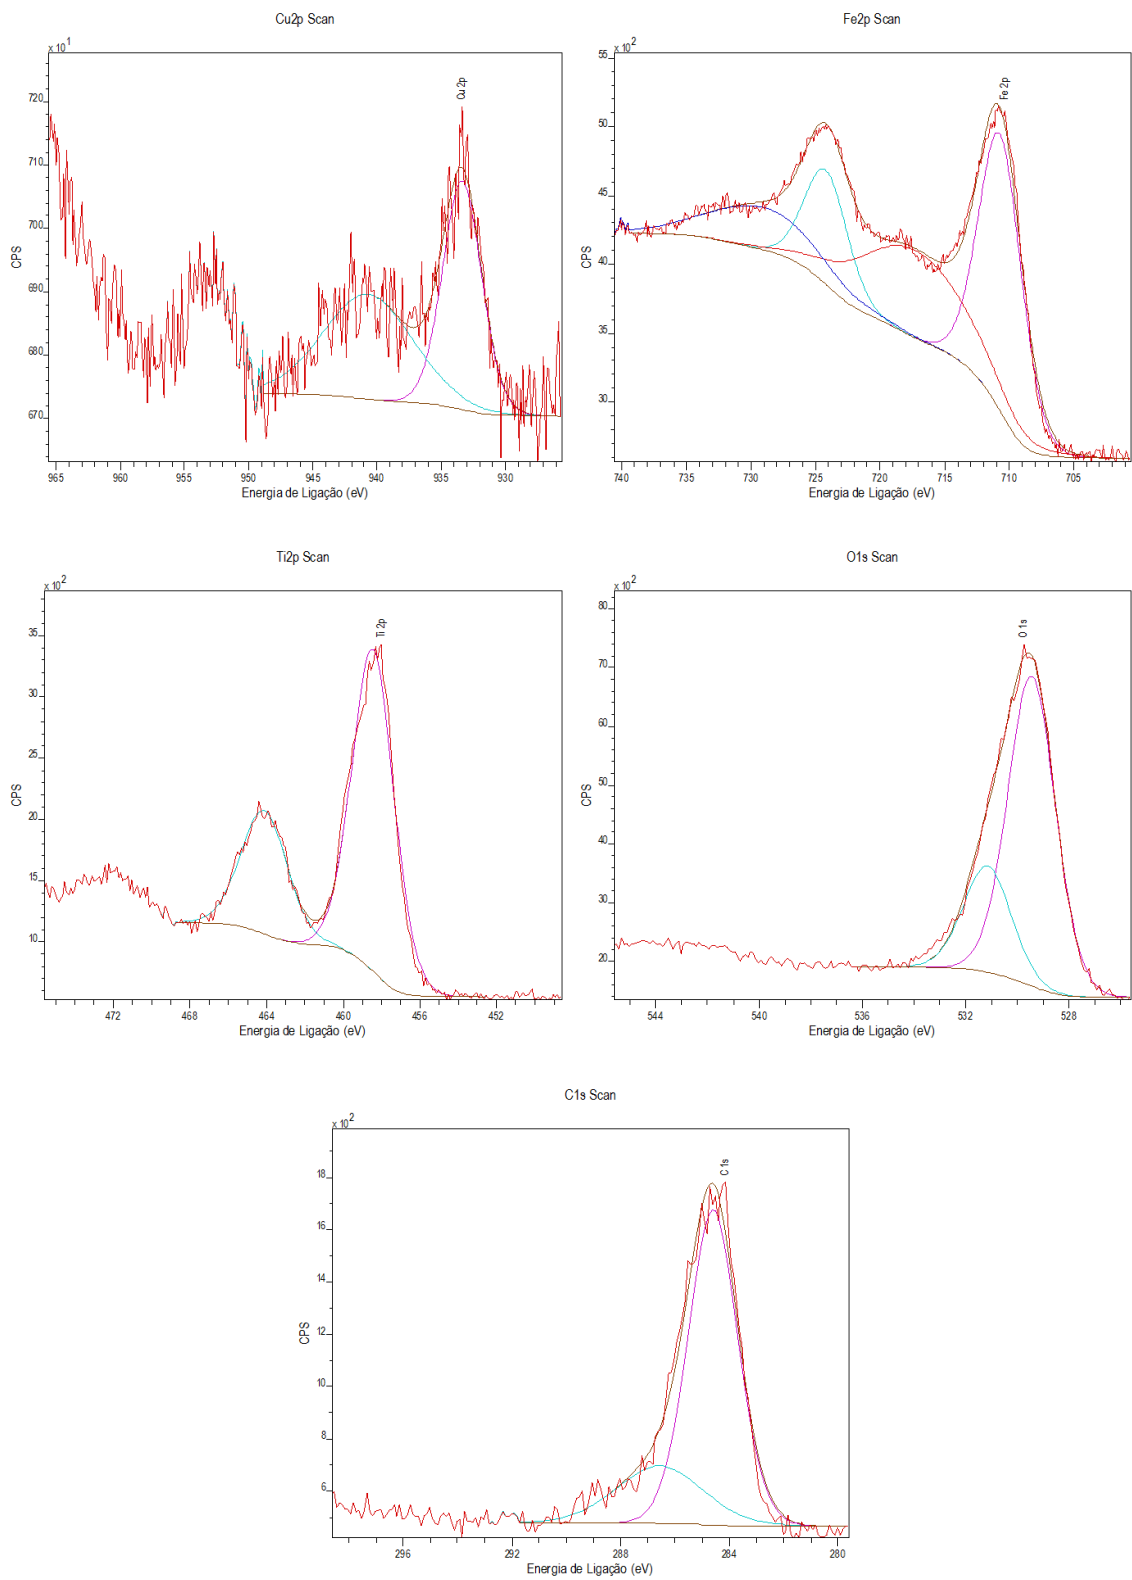 Cu2p Scan
x 10^1
Cu 2p
720
710
700
690
680
670
CPS
965 960 955 950 945 940 935 930
Energia de Ligação (eV)
Fe2p Scan
x 10^2
Fe 2p
55
50
45
40
35
30
CPS
740 735 730 725 720 715 710 705
Energia de Ligação (eV)
Ti2p Scan
x 10^2
Ti 2p
35
30
25
20
15
10
CPS
472 468 464 460 456 452
Energia de Ligação (eV)
O1s Scan
x 10^2
O 1s
80
70
60
50
40
30
20
CPS
544 540 536 532 528
Energia de Ligação (eV)
C1s Scan
x 10^2
C 1s
18
16
14
12
10
8
6
CPS
296 292 288 284 280
Energia de Ligação (eV)